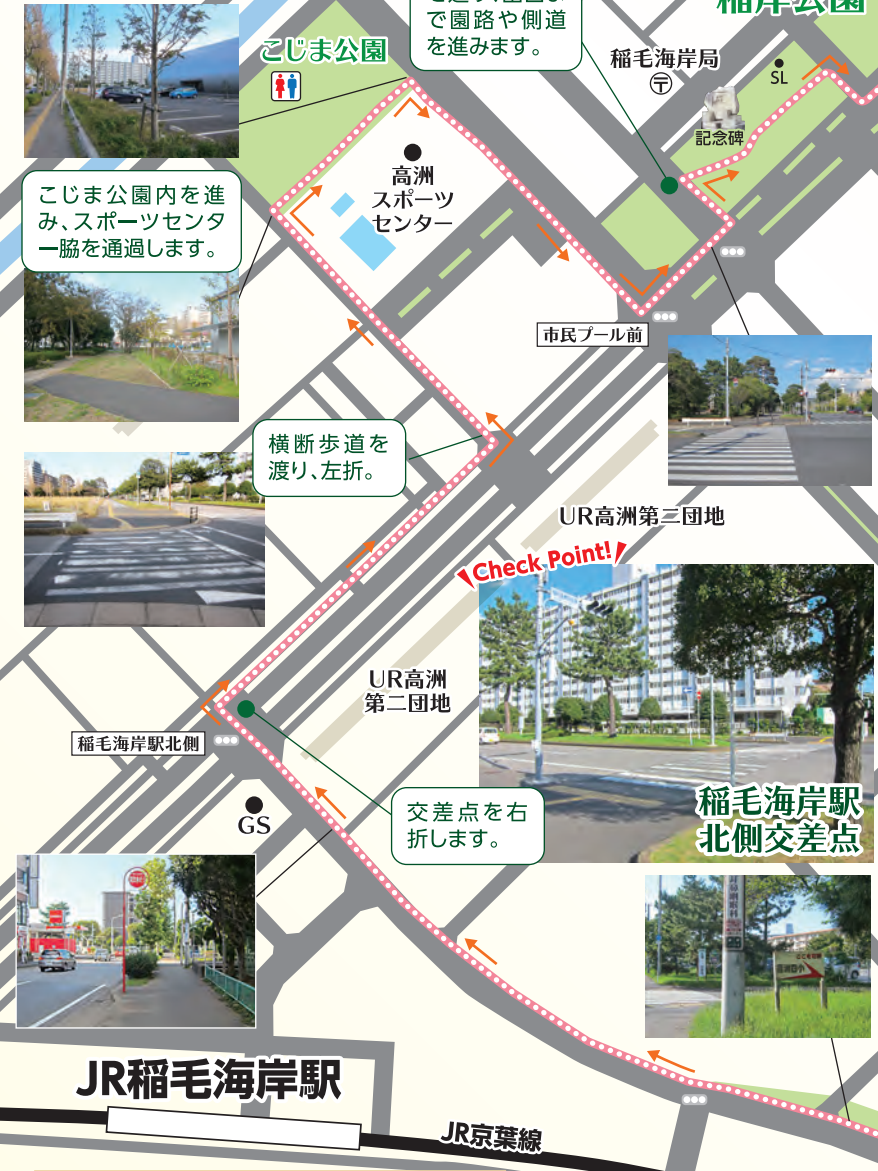 稲岸公園
で園路や側道
を進みます。
こじま公園
稲毛海岸局
SL
記念碑
高洲
スポーツ
センター
こじま公園内を進
み、スポーツセンタ
ー脇を通過します。
市民プール前
横断歩道を
渡り、左折。
UR高洲第二団地
Check Point!
UR高洲
第二団地
稲毛海岸駅北側
稲毛海岸駅
北側交差点
交差点を右
折します。
GS
JR稲毛海岸駅
JR京葉線